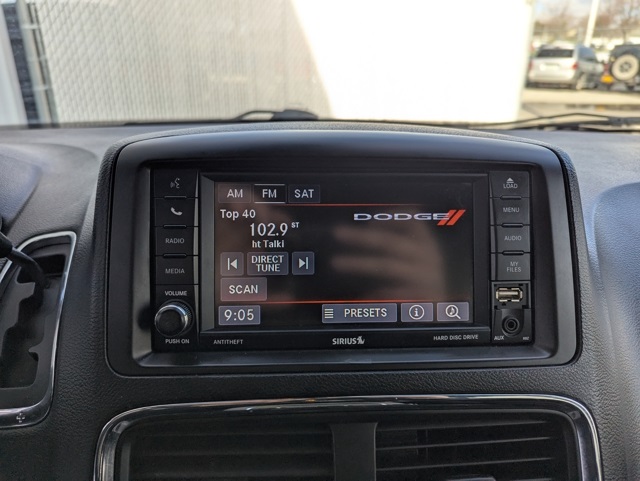 AM FM SAT
Top 40
102.9 ST
ht Talki
DODGE
DIRECT
TUNE
SCAN
9:05
PRESETS
RADIO
MEDIA
VOLUME
PUSH ON
LOAD
MENU
AUDIO
MY
FILES
AUX
ANTITHEFT
SIRIUS
HARD DISC DRIVE